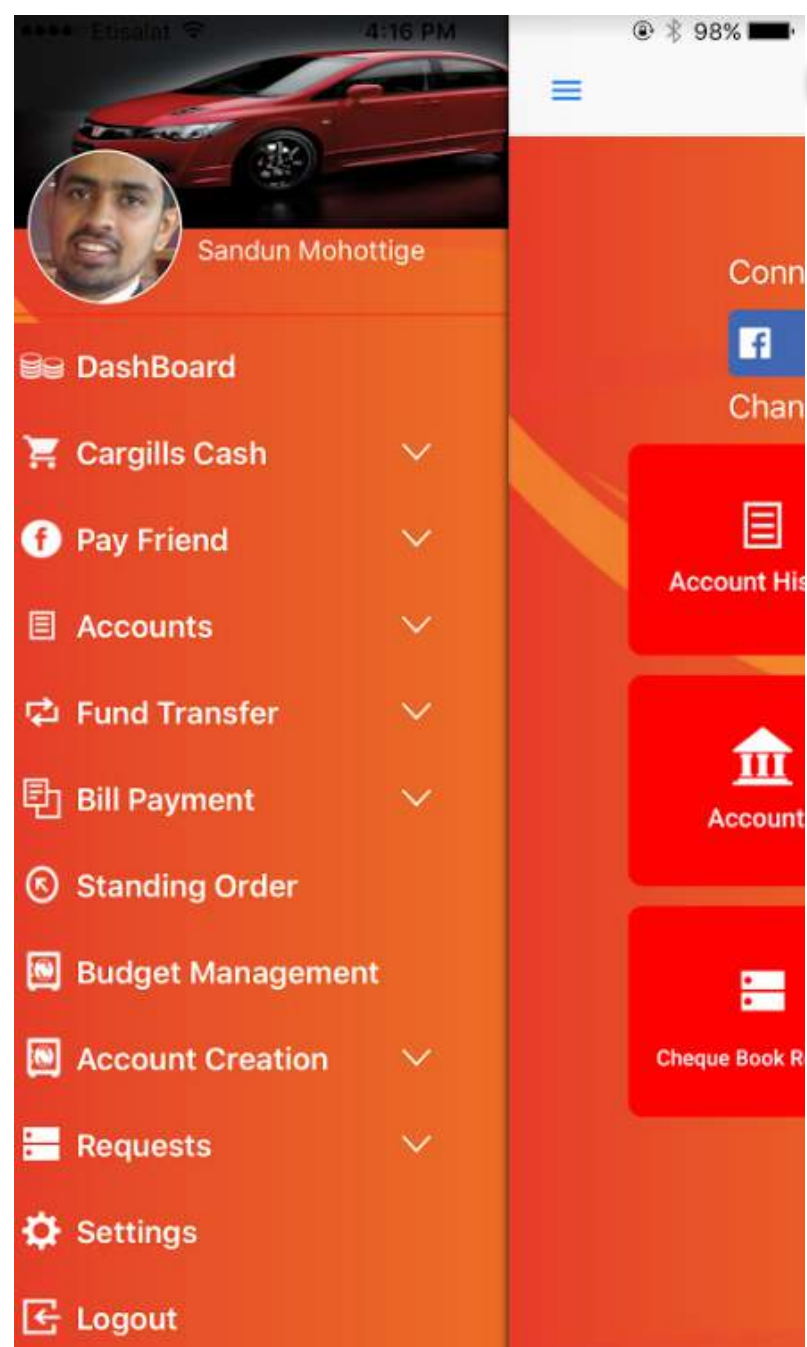 Etisalat 4:16 PM
98%
Sandun Mohottige
DashBoard
Cargills Cash
Pay Friend
Accounts
Fund Transfer
Bill Payment
Standing Order
Budget Management
Account Creation
Requests
Settings
Logout
Conn
Chan
Account His
Account
Cheque Book R